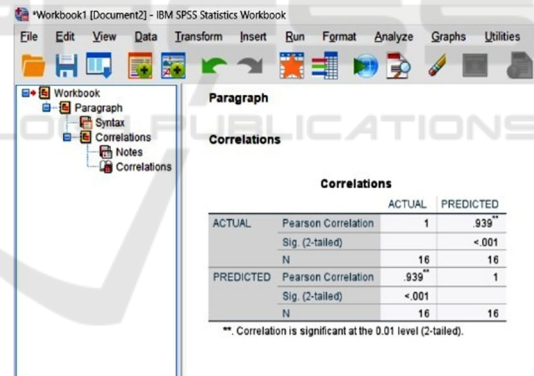 *Workbook1 [Document2] - IBM SPSS Statistics Workbook
File Edit View Data Transform Insert Run Format Analyze Graphs Utilities
Workbook
Paragraph
Syntax
Correlations
Notes
Correlations
Paragraph
Correlations
Correlations
ACTUAL PREDICTED
ACTUAL Pearson Correlation 1 .939**
Sig. (2-tailed) <.001
N 16 16
PREDICTED Pearson Correlation .939** 1
Sig. (2-tailed) <.001
N 16 16
**. Correlation is significant at the 0.01 level (2-tailed).
PUBLICATIONS